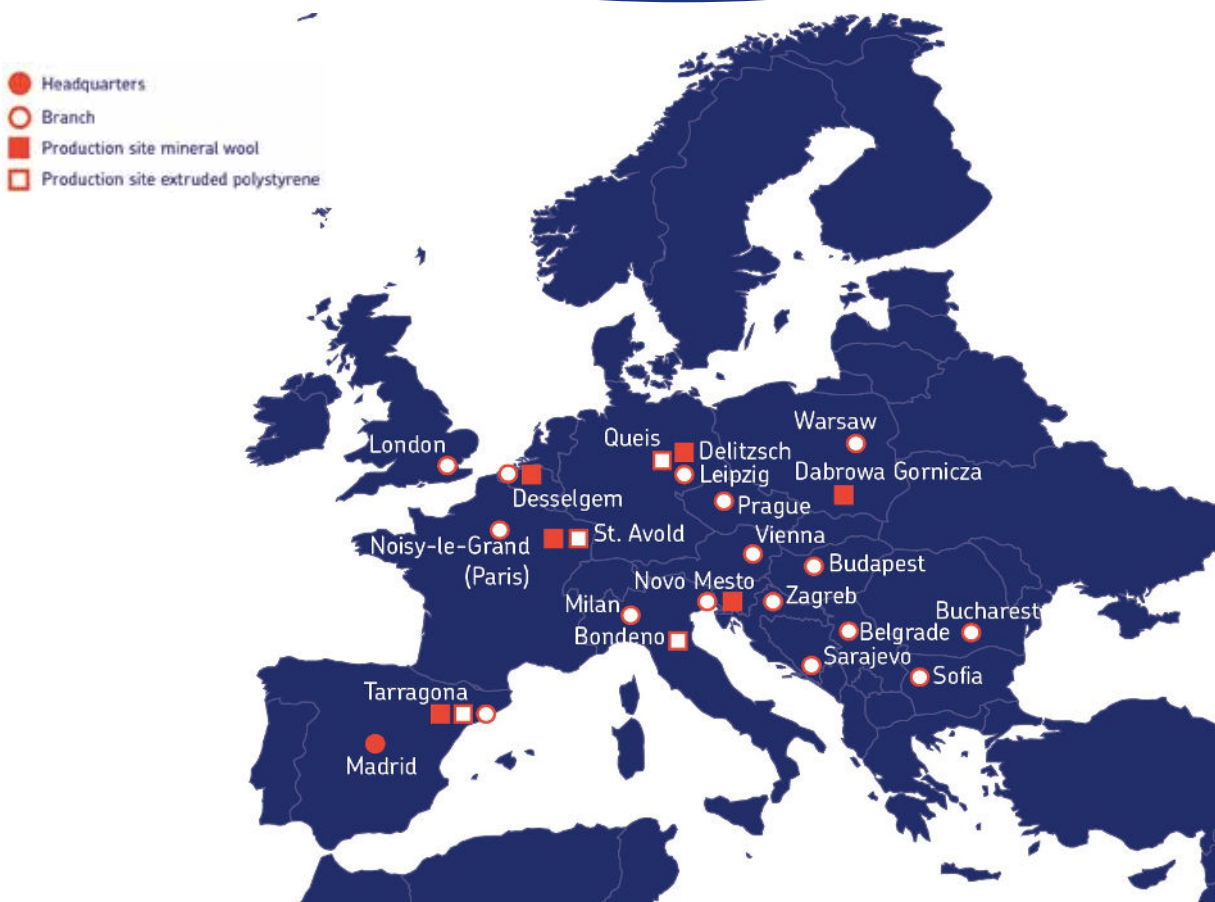 Headquarters
Branch
Production site mineral wool
Production site extruded polystyrene
Warsaw
Queis
London
Delitzsch
Leipzig
Dabrowa Gornicza
Desselgem
Prague
St. Avold
Vienna
Noisy-le-Grand
(Paris)
Budapest
Novo Mesto
Zagreb
Milan
Bucharest
Bondeno
Belgrade
Sarajevo
Sofia
Tarragona
Madrid